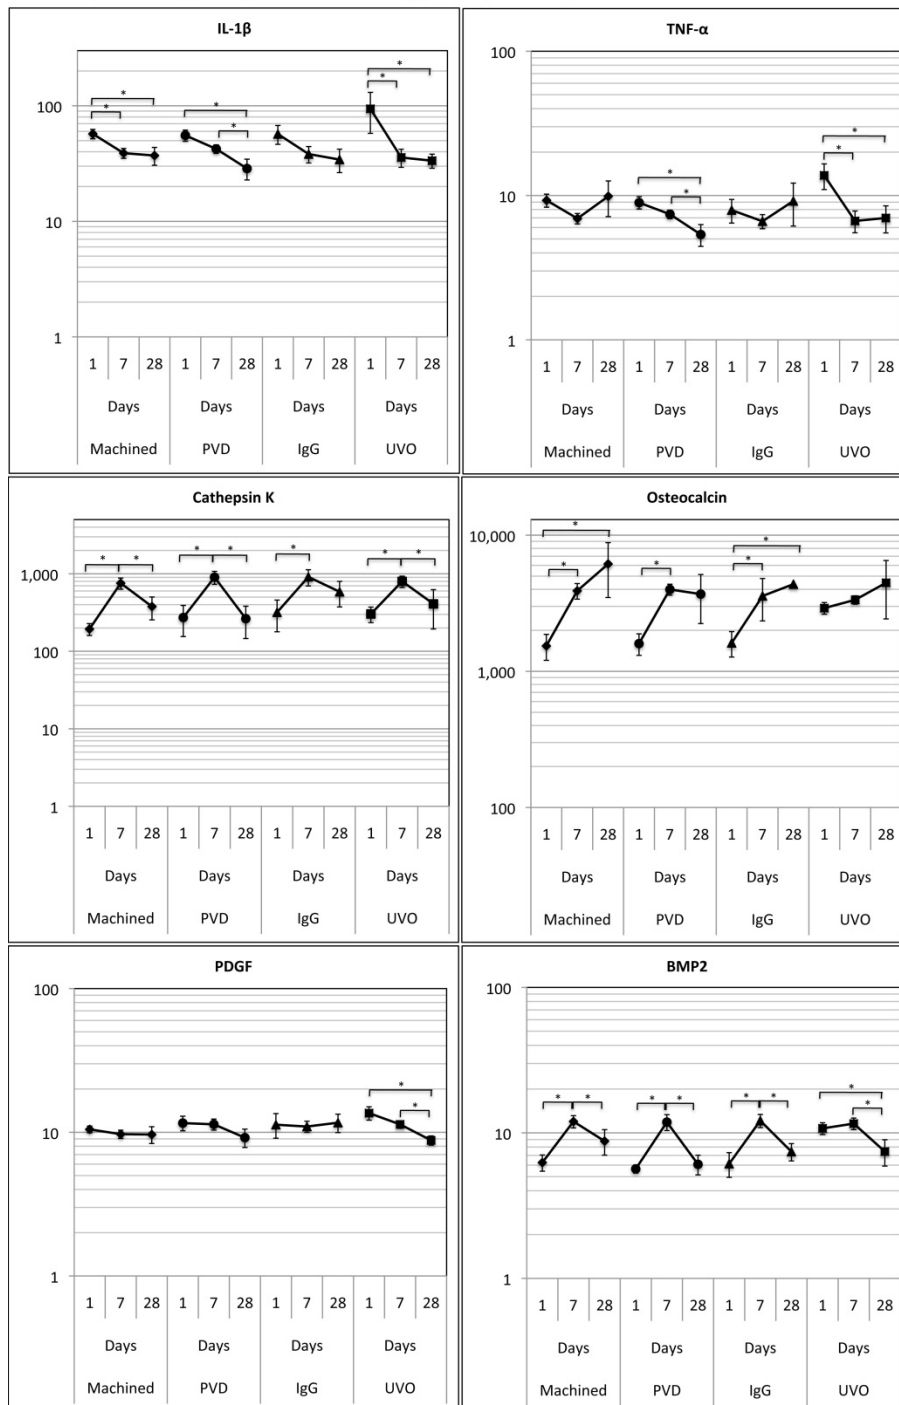 IL-1β
* *
* *
* *
* *
100
10
1
1 7 28 1 7 28 1 7 28 1 7 28
Days Days Days Days
Machined PVD IgG UVO
TNF-α
100
*
* *
*
10
1
1 7 28 1 7 28 1 7 28 1 7 28
Days Days Days Days
Machined PVD IgG UVO
Cathepsin K
* * * * * * *
1,000
100
10
1
1 7 28 1 7 28 1 7 28 1 7 28
Days Days Days Days
Machined PVD IgG UVO
Osteocalcin
10,000
* *
* * *
1,000
100
1 7 28 1 7 28 1 7 28 1 7 28
Days Days Days Days
Machined PVD IgG UVO
PDGF
100
*
*
10
1
1 7 28 1 7 28 1 7 28 1 7 28
Days Days Days Days
Machined PVD IgG UVO
BMP2
100
*
* * * * * * *
10
1
1 7 28 1 7 28 1 7 28 1 7 28
Days Days Days Days
Machined PVD IgG UVO